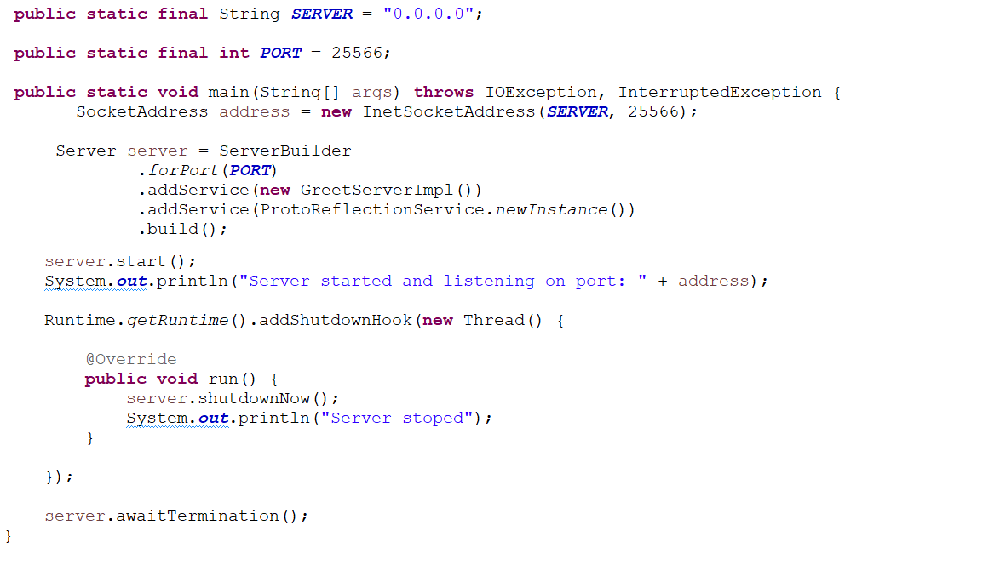 public static final String SERVER = "0.0.0.0";
public static final int PORT = 25566;
public static void main(String[] args) throws IOException, InterruptedException {
SocketAddress address = new InetSocketAddress(SERVER, 25566);
Server server = ServerBuilder
.forPort(PORT)
.addService(new GreetServerImpl())
.addService(ProtoReflectionService.newInstance())
.build();
server.start();
System.out.println("Server started and listening on port: " + address);
Runtime.getRuntime().addShutdownHook(new Thread() {
@Override
public void run() {
server.shutdownNow();
System.out.println("Server stoped");
}
});
server.awaitTermination();
}